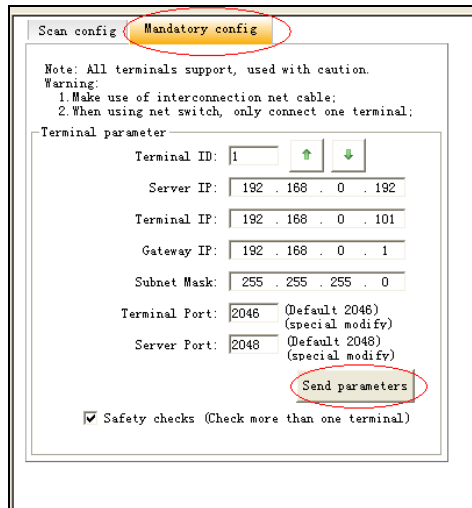 Scan config Mandatory config
Note: All terminals support, used with caution.
Warning:
1.Make use of interconnection net cable;
2.When using net switch, only connect one terminal;
Terminal parameter
Terminal ID: 1
Server IP: 192 . 168 . 0 . 192
Terminal IP: 192 . 168 . 0 . 101
Gateway IP: 192 . 168 . 0 . 1
Subnet Mask: 255 . 255 . 255 . 0
Terminal Port: 2046 (Default 2046)
(special modify)
Server Port: 2048 (Default 2048)
(special modify)
Send parameters
Safety checks (Check more than one terminal)